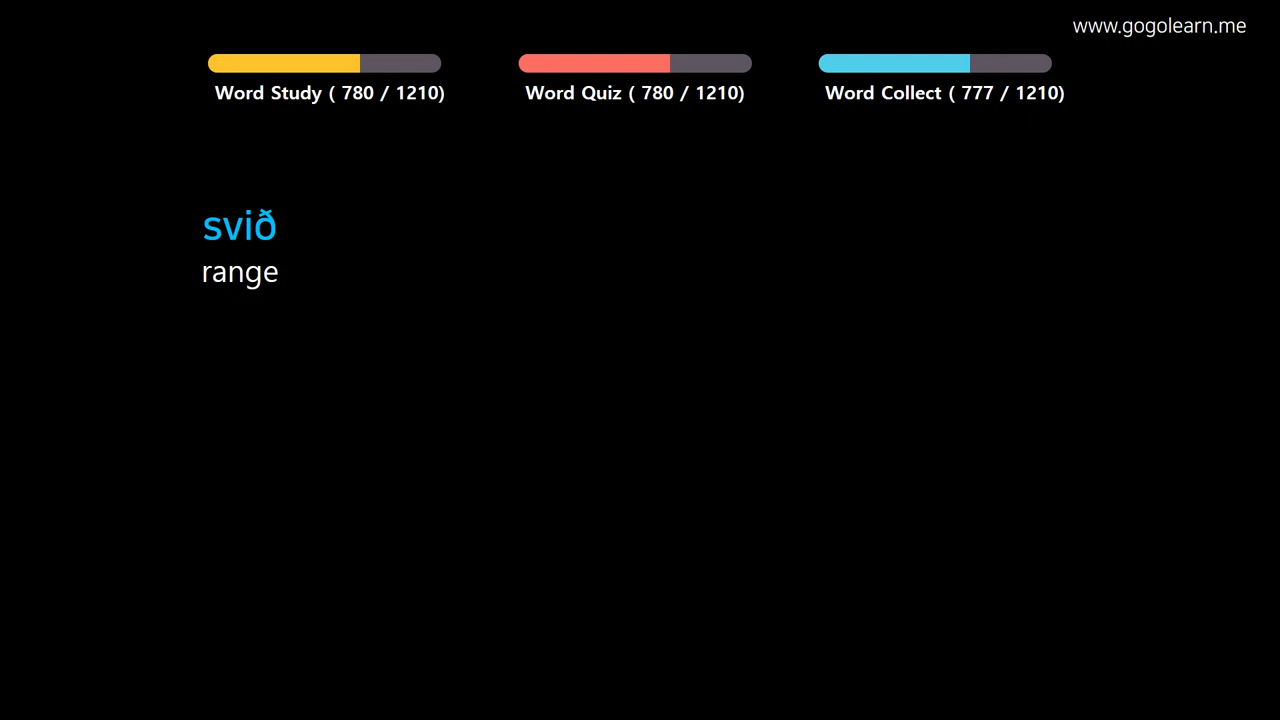 www.gogolearn.me
Word Study ( 780 / 1210)
Word Quiz ( 780 / 1210)
Word Collect ( 777 / 1210)
svið
range